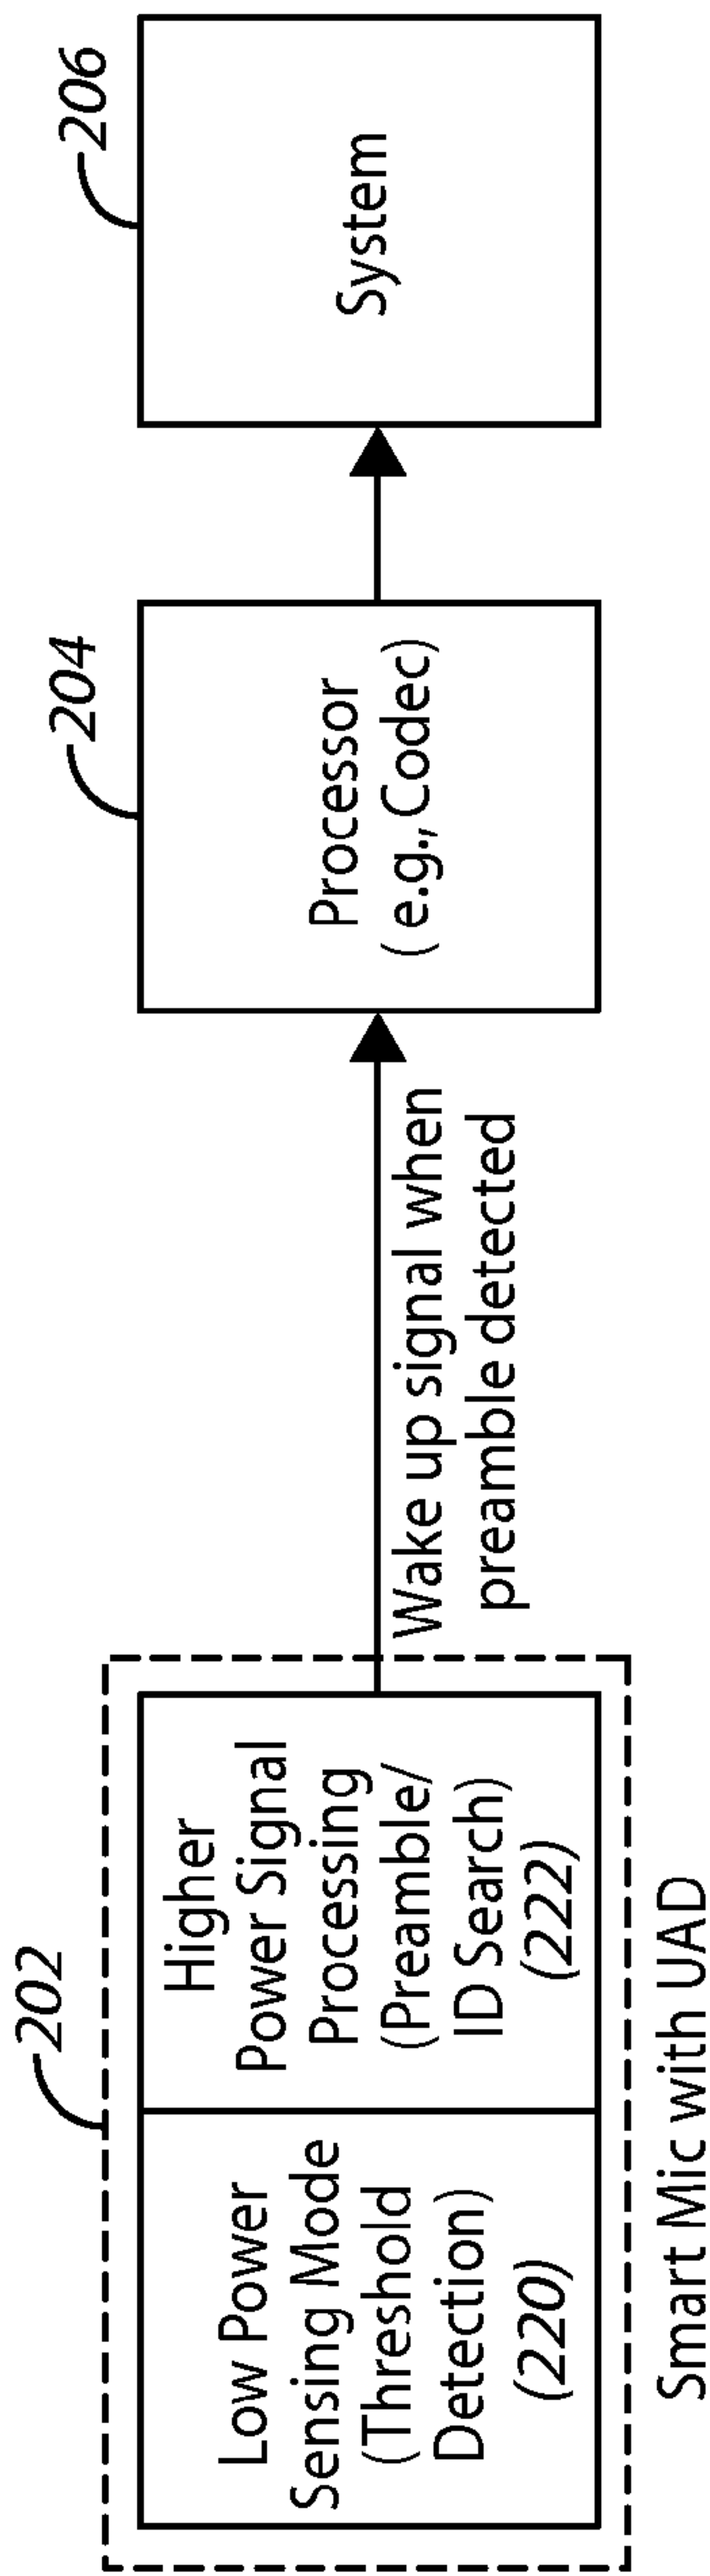 202
Low Power
Sensing Mode
(Threshold
Detection)
(220)
Higher
Power Signal
Processing
(Preamble/
ID Search)
(222)
Smart Mic with UAD
Wake up signal when
preamble detected
204
Processor
( e.g., Codec)
206
System